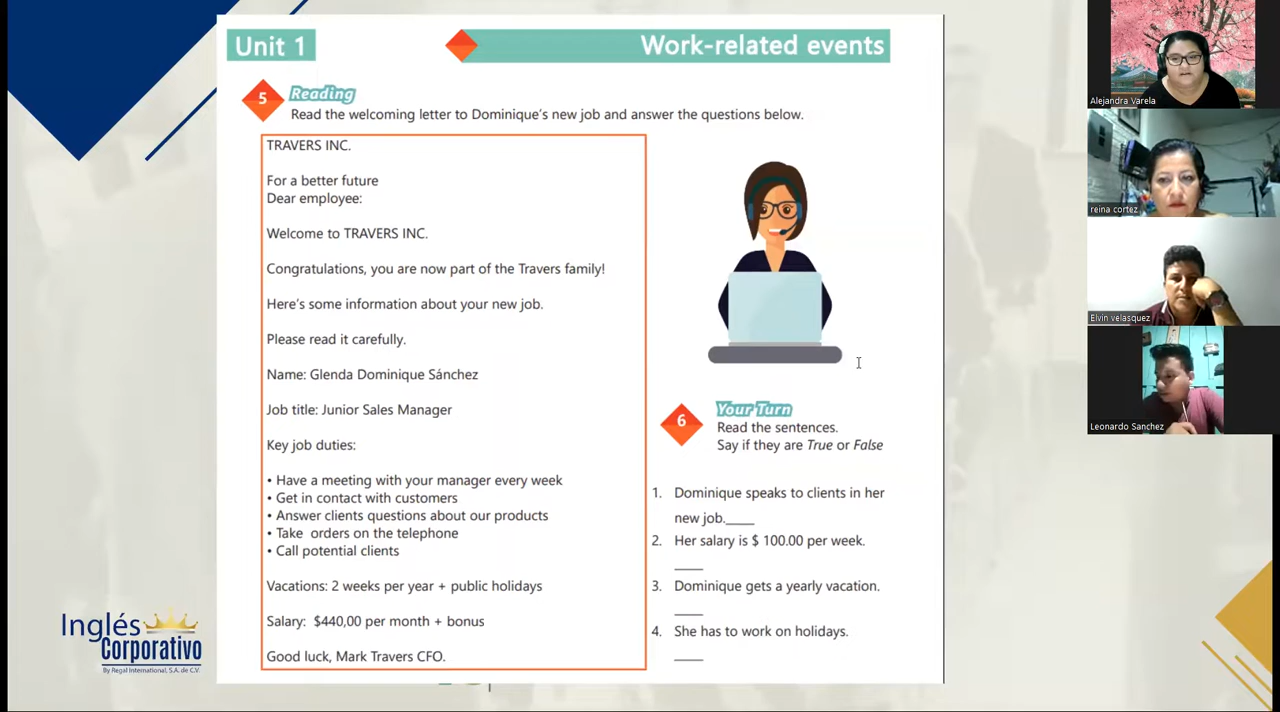 Unit 1
Work-related events
5
Reading
Read the welcoming letter to Dominique's new job and answer the questions below.
TRAVERS INC.
For a better future
Dear employee:
Welcome to TRAVERS INC.
Congratulations, you are now part of the Travers family!
Here's some information about your new job.
Please read it carefully.
Name: Glenda Dominique Sánchez
Job title: Junior Sales Manager
Key job duties:
• Have a meeting with your manager every week
• Get in contact with customers
• Answer clients questions about our products
• Take orders on the telephone
• Call potential clients
Vacations: 2 weeks per year + public holidays
Salary: $440,00 per month + bonus
Good luck, Mark Travers CFO.
6
Your Turn
Read the sentences.
Say if they are True or False
1. Dominique speaks to clients in her
new job.____
2. Her salary is $ 100.00 per week.
____
3. Dominique gets a yearly vacation.
____
4. She has to work on holidays.
____
Inglés
Corporativo
By Regal International, S.A. de C.V.
Alejandra Varela
reina cortez
Elvin velasquez
Leonardo Sanchez